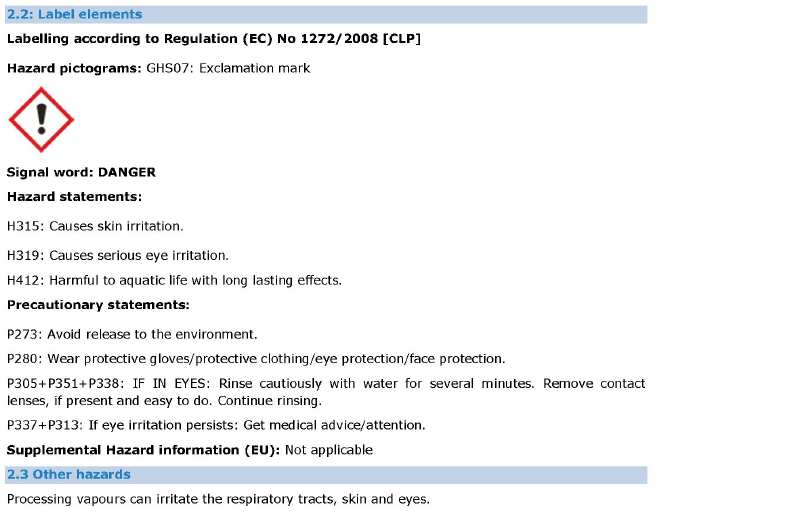 2.2: Label elements
Labelling according to Regulation (EC) No 1272/2008 [CLP]
Hazard pictograms: GHS07: Exclamation mark
Signal word: DANGER
Hazard statements:
H315: Causes skin irritation.
H319: Causes serious eye irritation.
H412: Harmful to aquatic life with long lasting effects.
Precautionary statements:
P273: Avoid release to the environment.
P280: Wear protective gloves/protective clothing/eye protection/face protection.
P305+P351+P338: IF IN EYES: Rinse cautiously with water for several minutes. Remove contact
lenses, if present and easy to do. Continue rinsing.
P337+P313: If eye irritation persists: Get medical advice/attention.
Supplemental Hazard information (EU): Not applicable
2.3 Other hazards
Processing vapours can irritate the respiratory tracts, skin and eyes.